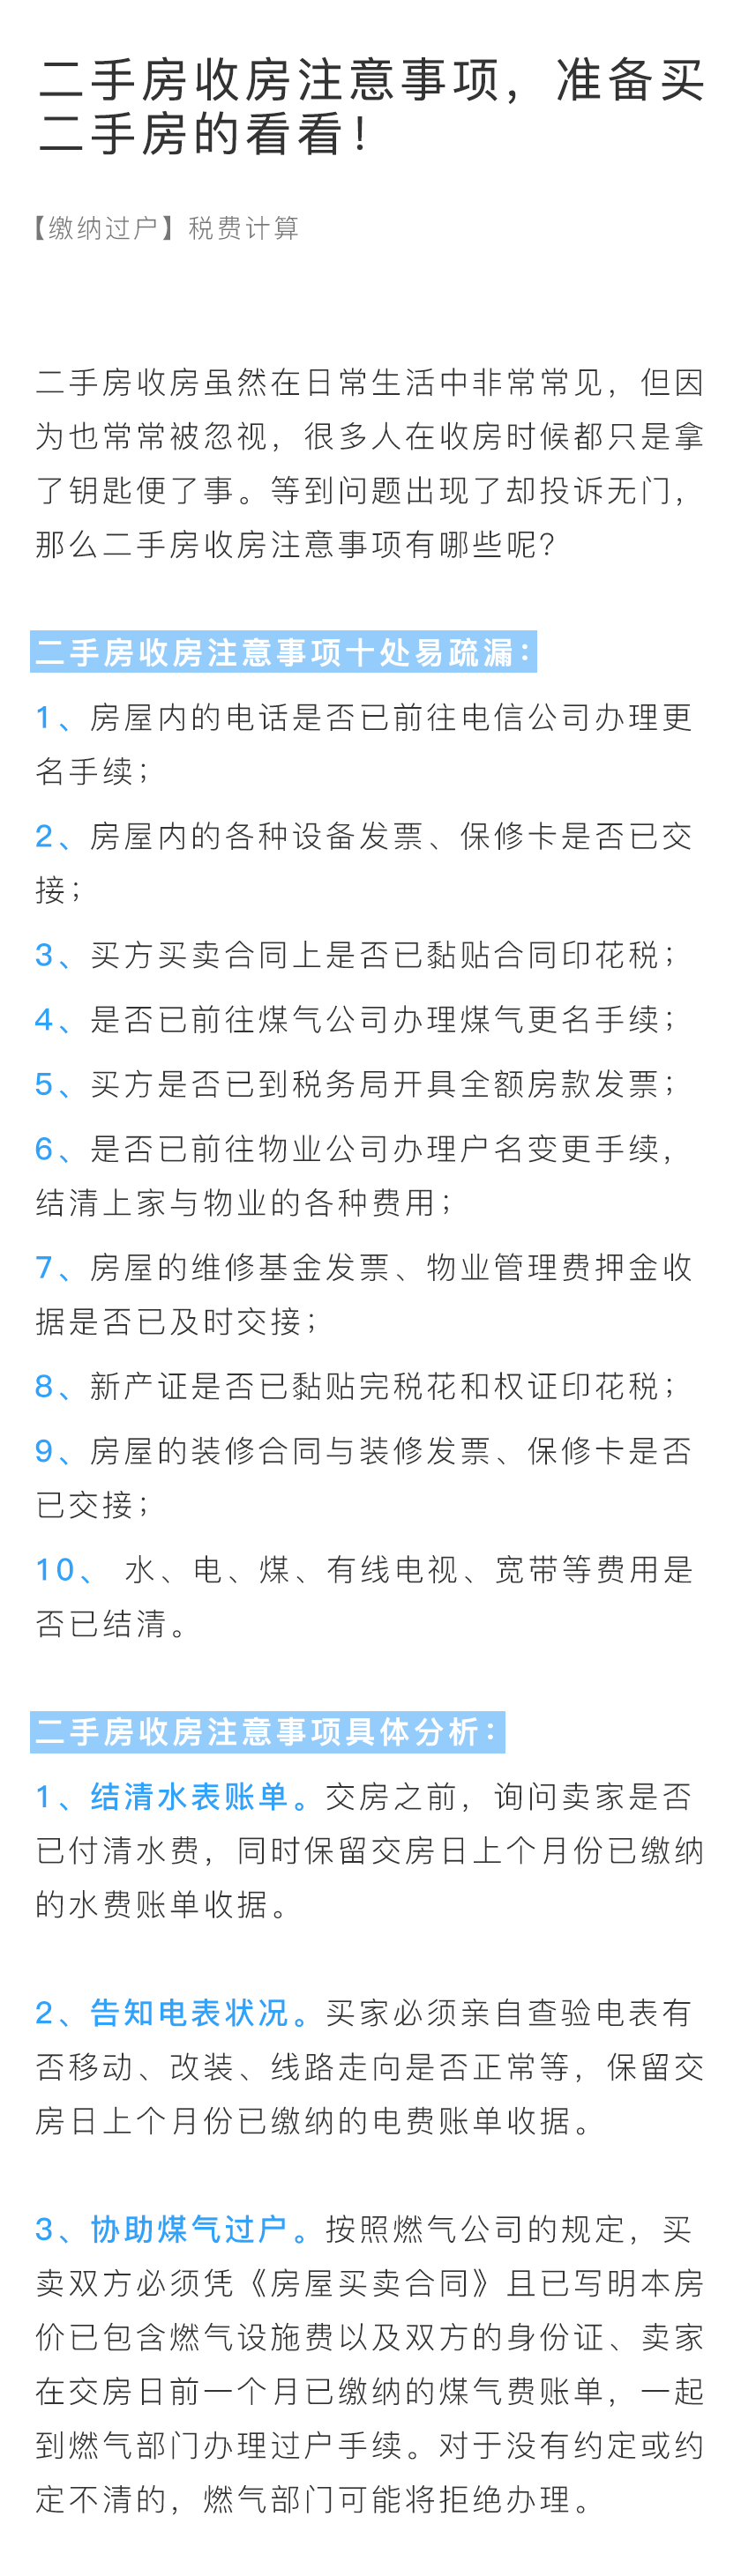 二手房收房注意事项，准备买
二手房的看看！
【缴纳过户】税费计算
二手房收房虽然在日常生活中非常常见，但因
为也常常被忽视，很多人在收房时候都只是拿
了钥匙便了事。等到问题出现了却投诉无门，
那么二手房收房注意事项有哪些呢？
二手房收房注意事项十处易疏漏：
1、房屋内的电话是否已前往电信公司办理更
名手续；
2、房屋内的各种设备发票、保修卡是否已交
接；
3、买方买卖合同上是否已黏贴合同印花税；
4、是否已前往煤气公司办理煤气更名手续；
5、买方是否已到税务局开具全额房款发票；
6、是否已前往物业公司办理户名变更手续，
结清上家与物业的各种费用；
7、房屋的维修基金发票、物业管理费押金收
据是否已及时交接；
8、新产证是否已黏贴完税花和权证印花税；
9、房屋的装修合同与装修发票、保修卡是否
已交接；
10、 水、电、煤、有线电视、宽带等费用是
否已结清。
二手房收房注意事项具体分析：
1、结清水表账单。交房之前，询问卖家是否
已付清水费，同时保留交房日上个月份已缴纳
的水费账单收据。
2、告知电表状况。买家必须亲自查验电表有
否移动、改装、线路走向是否正常等，保留交
房日上个月份已缴纳的电费账单收据。
3、协助煤气过户。按照燃气公司的规定，买
卖双方必须凭《房屋买卖合同》且已写明本房
价已包含燃气设施费以及双方的身份证、卖家
在交房日前一个月已缴纳的煤气费账单，一起
到燃气部门办理过户手续。对于没有约定或约
定不清的，燃气部门可能将拒绝办理。